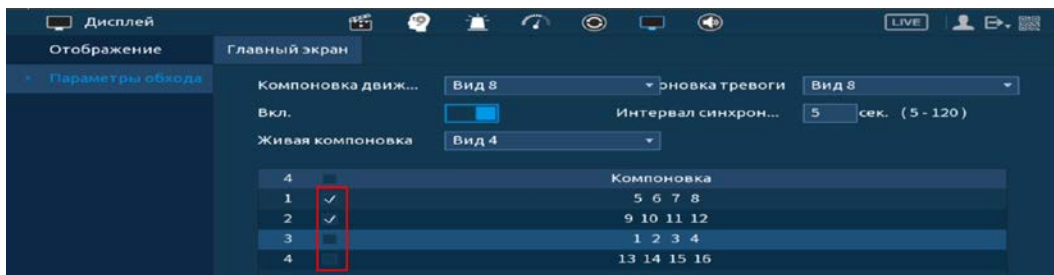 Дисплей LIVE
Отображение Главный экран
Параметры обхода
Компоновка движ... Вид 8 оновка тревоги Вид 8
Вкл. Интервал синхрон... 5 сек. (5-120)
Живая компоновка Вид 4
4 Компоновка
1 5 6 7 8
2 9 10 11 12
3 1 2 3 4
4 13 14 15 16